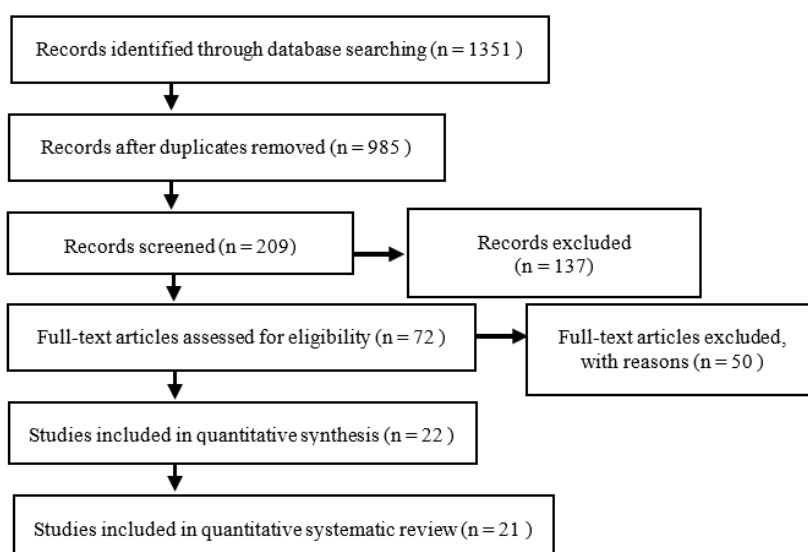 Records identified through database searching (n = 1351 )
Records after duplicates removed (n = 985 )
Records screened (n = 209)
Records excluded
(n = 137)
Full-text articles assessed for eligibility (n = 72 )
Full-text articles excluded,
with reasons (n = 50 )
Studies included in quantitative synthesis (n = 22 )
Studies included in quantitative systematic review (n = 21 )